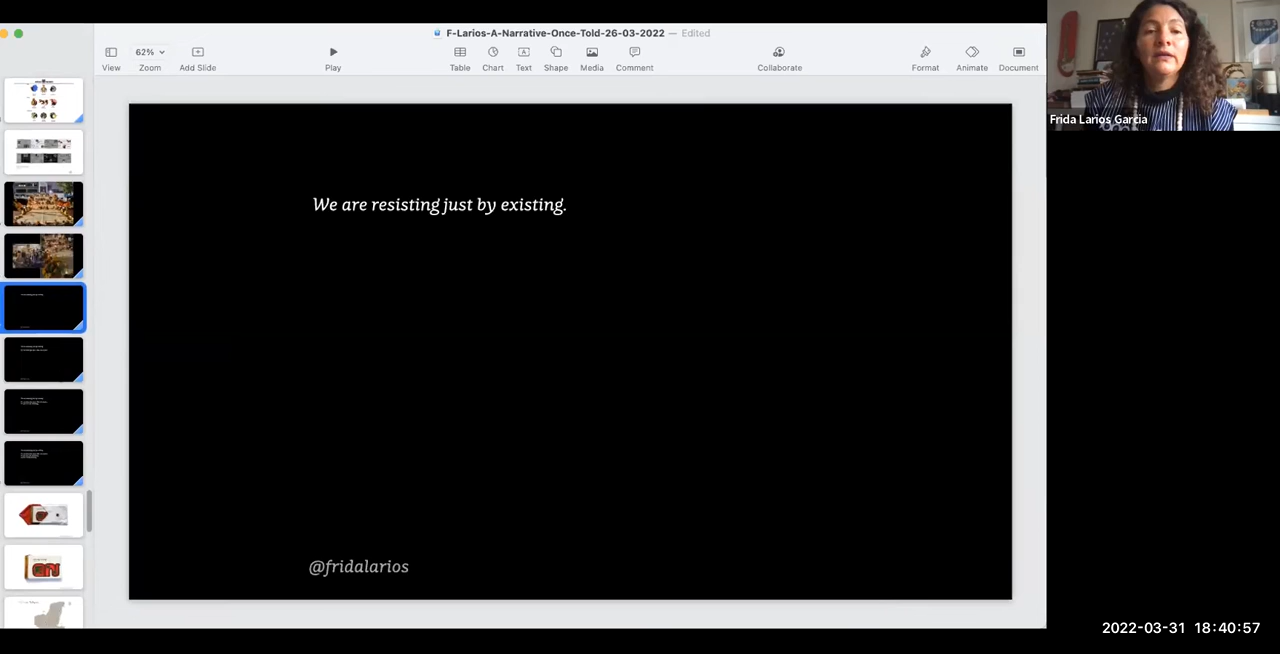 F-Larios-A-Narrative-Once-Told-26-03-2022 — Edited
62%
View
Zoom
Add Slide
Play
Table
Chart
Text
Shape
Media
Comment
Collaborate
Format
Animate
Document
Frida Larios Garcia
We are resisting just by existing.
@fridalarios
2022-03-31 18:40:57